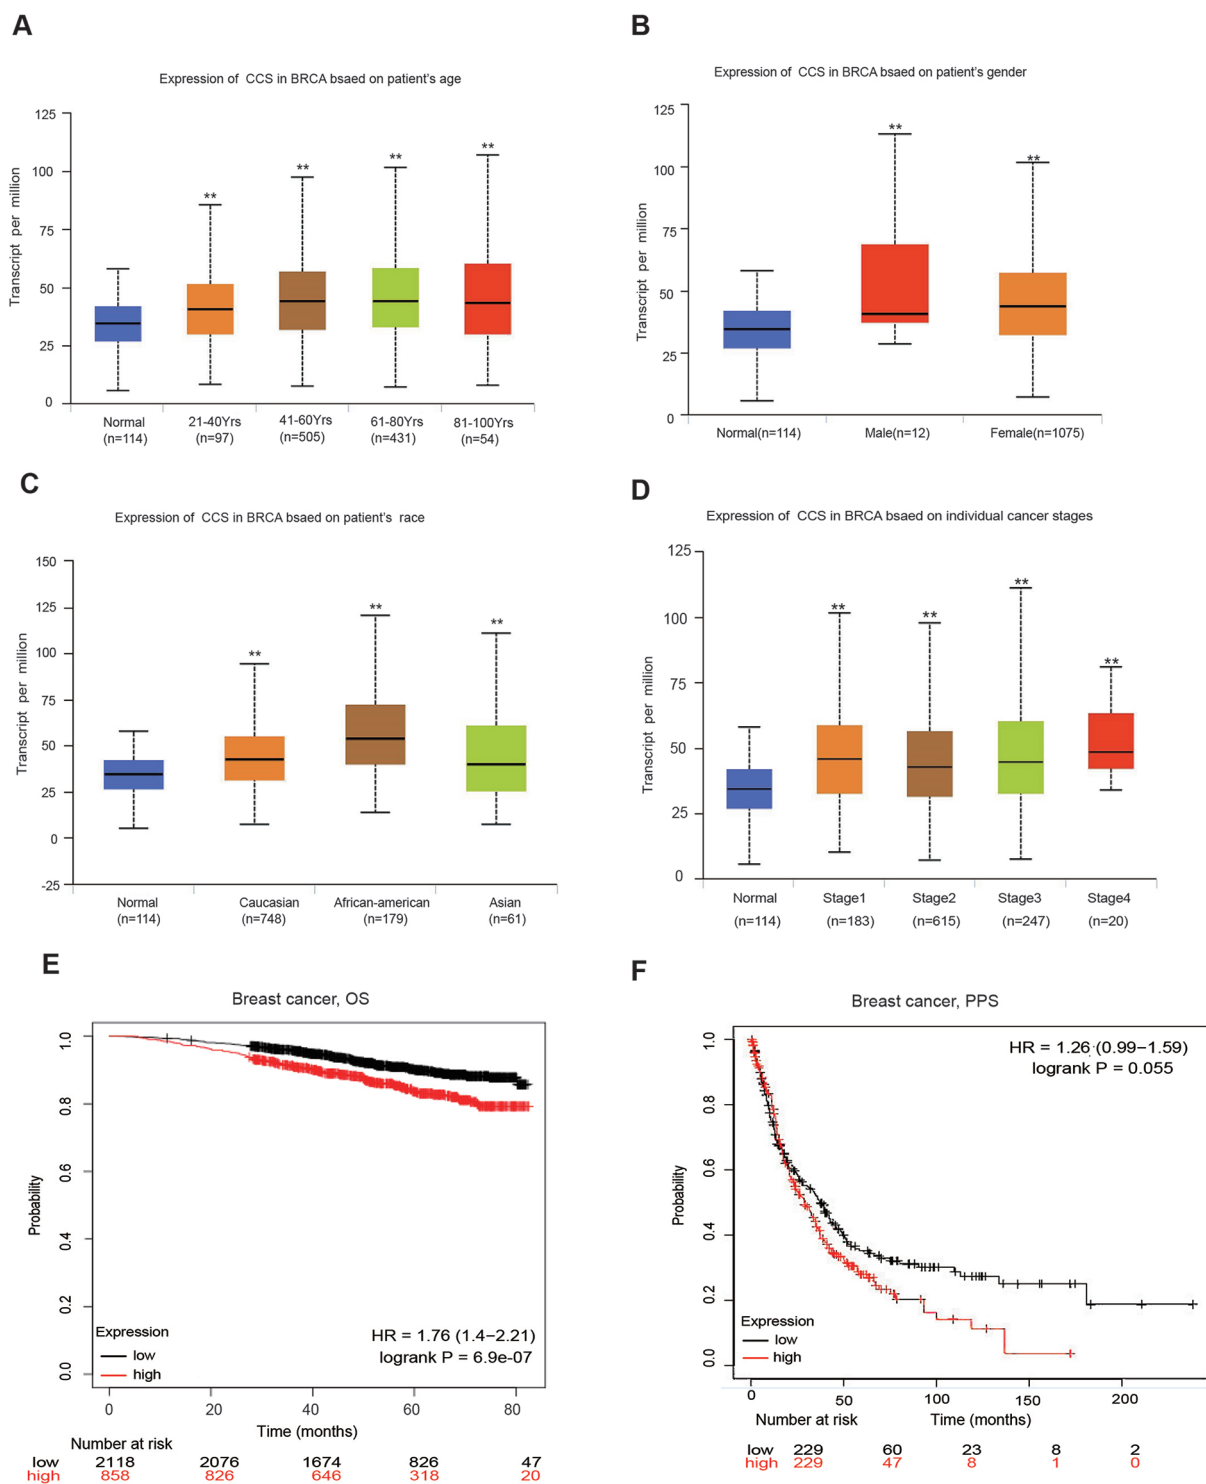 A
Expression of CCS in BRCA bsaed on patient's age
Transcript per million
125
100
75
50
25
0
** ** ** **
Normal 21-40Yrs 41-60Yrs 61-80Yrs 81-100Yrs
(n=114) (n=97) (n=505) (n=431) (n=54)
B
Expression of CCS in BRCA bsaed on patient's gender
Transcript per million
125
100
75
50
25
0
** **
Normal(n=114) Male(n=12) Female(n=1075)
C
Expression of CCS in BRCA bsaed on patient's race
Transcript per million
150
125
100
75
50
25
0
-25
** ** **
Normal Caucasian African-american Asian
(n=114) (n=748) (n=179) (n=61)
D
Expression of CCS in BRCA bsaed on individual cancer stages
Transcript per million
125
100
75
50
25
0
** ** ** **
Normal Stage1 Stage2 Stage3 Stage4
(n=114) (n=183) (n=615) (n=247) (n=20)
E
Breast cancer, OS
Probability
1.0
0.8
0.6
0.4
0.2
0.0
Expression
low
high
HR = 1.76 (1.4−2.21)
logrank P = 6.9e-07
0 20 40 60 80
Time (months)
Number at risk
low 2118 2076 1674 826 47
high 858 826 646 318 20
F
Breast cancer, PPS
Probability
1.0
0.8
0.6
0.4
0.2
0.0
HR = 1.26 (0.99−1.59)
logrank P = 0.055
Expression
low
high
0 50 100 150 200
Number at risk Time (months)
low 229 60 23 8 2
high 229 47 8 1 0